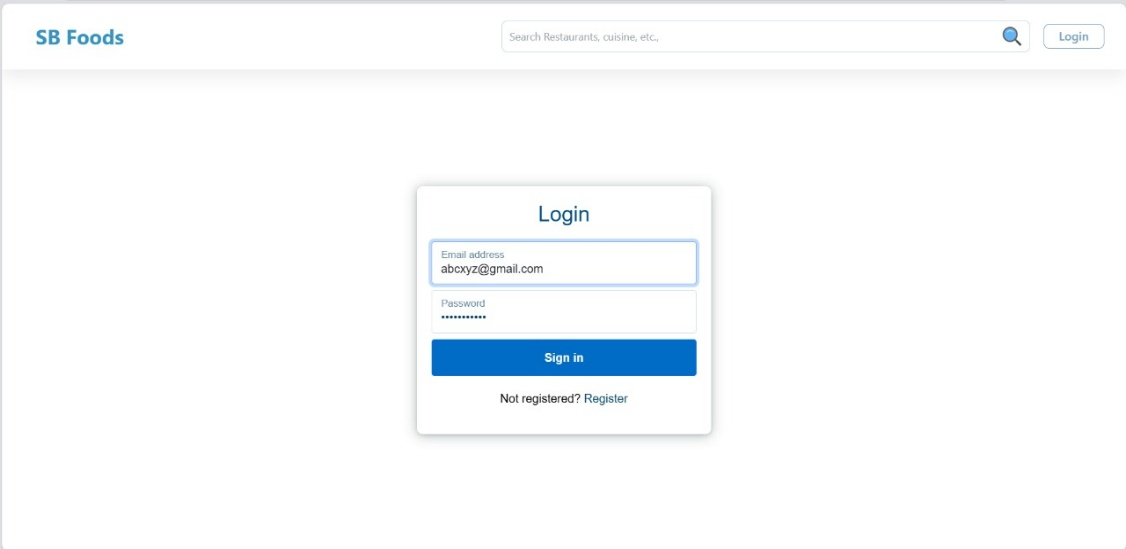 SB Foods
Search Restaurants, cuisine, etc.,
Login
Login
Email address
abcxyz@gmail.com
Password
•••••••••••
Sign in
Not registered? Register